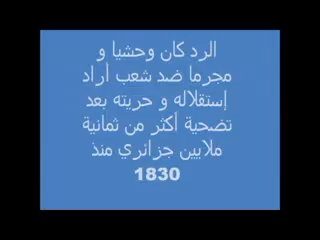 الرد كان وحشيا و
مجرما ضد شعب أراد
إستقلاله و حريته بعد
تضحية أكثر من ثمانية
ملايين جزائري منذ
1830